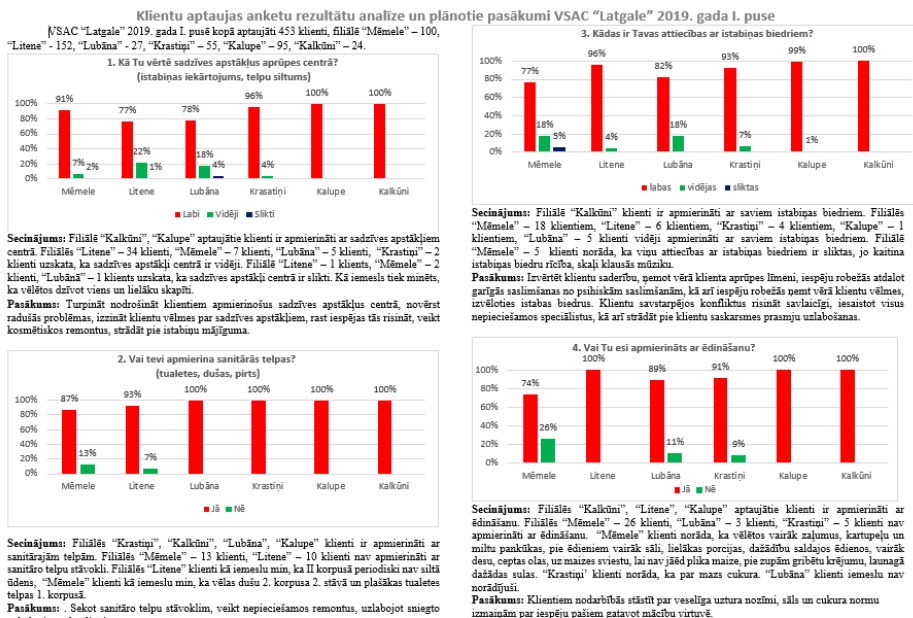 Klientu aptaujas anketu rezultātu analīze un plānotie pasākumi VSAC “Latgale” 2019. gada I. puse
VSAC “Latgale” 2019. gada I. pusē kopā aptaujāti 453 klienti, filiālē “Mēmele” – 100,
“Litene” - 152, “Lubāna” - 27, “Krastiņi” – 55, “Kalupe” – 95, “Kalkūni” – 24.
1. Kā Tu vērtē sadzīves apstākļus aprūpes centrā?
(istabiņas iekārtojums, telpu siltums)
100%
80%
60%
40%
20%
0%
91% 7% 2%
77% 22% 1%
78% 18% 4%
96% 4%
100%
100%
Mēmele Litene Lubāna Krasatiņi Kalupe Kalkūni
Labi Vidēji Slikti
Secinājums: Filiālē “Kalkūni”, “Kalupe” aptaujātie klienti ir apmierināti ar sadzīves apstākļiem
centrā. Filiālēs “Litene” – 34 klienti, “Mēmele” – 7 klienti, “Lubāna” – 5 klienti, “Krastiņi” – 2
klienti uzskata, ka sadzīves apstākļi centrā ir vidēji. Filiālē “Litene” – 1 klients, “Mēmele” – 2
klienti, “Lubānā” – 1 klients uzskata, ka sadzīves apstākļi centrā ir slikti. Kā iemesls tiek minēts,
ka vēlētos dzīvot viens un lielāku skapīti.
Pasākums: Turpināt nodrošināt klientiem apmierinošus sadzīves apstākļus centrā, novērst
radušās problēmas, izzināt klientu vēlmes par sadzīves apstākļiem, rast iespējas tās risināt, veikt
kosmētiskos remontus, strādāt pie istabiņu mājīguma.
2. Vai tevi apmierina sanitārās telpas?
(tualetes, dušas, pirts)
100%
80%
60%
40%
20%
0%
87% 13%
93% 7%
100%
100%
100%
100%
Mēmele Litene Lubāna Krastiņi Kalupe Kalkūni
Jā Nē
Secinājums: Filiālēs “Krastiņi”, “Kalkūni”, “Lubāna”, “Kalupe” klienti ir apmierināti ar
sanitārajām telpām. Filiālēs “Mēmele” – 13 klienti, “Litene” – 10 klienti nav apmierināti ar
sanitāro telpu stāvokli. Filiālēs “Litene” klienti kā iemeslu min, ka II korpusā periodiski nav siltā
ūdens, “Mēmele” klienti kā iemeslu min, ka vēlas dušu 2. korpusa 2. stāvā un plašākas tualetes
telpas 1. korpusā.
Pasākums: . Sekot sanitāro telpu stāvoklim, veikt nepieciešamos remontus, uzlabojot sniegto
3. Kādas ir Tavas attiecības ar istabiņas biedriem?
100%
80%
60%
40%
20%
0%
77% 18% 5%
96% 4%
82% 18%
93% 7%
99% 1%
100%
Mēmele Litene Lubāna Krastiņi Kalupe Kalkūni
labas vidējas sliktas
Secinājums: Filiālē “Kalkūni” klienti ir apmierināti ar saviem istabiņas biedriem. Filiālēs
“Mēmele” – 18 klientiem, “Litene” – 6 klientiem, “Krastiņi” – 4 klientiem, “Kalupe” - 1
klientiem, “Lubāna” – 5 klienti vidēji apmierināti ar saviem istabiņas biedriem. Filiālē
“Mēmele” – 5 klienti norāda, ka viņu attiecības ar istabiņas biedriem ir sliktas, jo kaitina
istabiņas biedru rīcība, skaļi klausās mūziku.
Pasākums: Izvērtēt klientu saderību, ņemot vērā klienta aprūpes līmeni, iespēju robežās atdalot
garīgās saslimšanas no psihiskām saslimšanām, kā arī iespēju robežās ņemt vērā klientu vēlmes,
izvēloties istabas biedrus. Klientu savstarpējos konfliktus risināt savlaicīgi, iesaistot visus
nepieciešamos speciālistus, kā arī strādāt pie klientu saskarsmes prasmju uzlabošanas.
4. Vai Tu esi apmierināts ar ēdināšanu?
100%
80%
60%
40%
20%
0%
74% 26%
100%
89% 11%
91% 9%
100%
100%
Mēmele Litene Lubāna Krastiņi Kalupe Kalkūni
Jā Nē
Secinājums: Filiālēs “Kalkūni”, “Litene”, “Kalupe” aptaujātie klienti ir apmierināti ar
ēdināšanu. Filiālēs “Mēmele” – 26 klienti, “Lubāna” – 3 klienti, “Krastiņi” – 5 klienti nav
apmierināti ar ēdināšanu. “Mēmele” klienti norāda, ka vēlētos vairāk zaļumus, kartupeļu un
miltu pankūkas, pie ēdieniem vairāk sāli, lielākas porcijas, dažādību saldajos ēdienos, vairāk
desu, ceptas olas, uz maizes sviestu, lai nav jāēd plika maize, pie zupām gribētu krējumu, launagā
dažādas sulas. “Krastiņi’ klienti norāda, ka par mazs cukura. “Lubāna” klienti iemeslu nav
norādījuši.
Pasākums: Klientiem nodarbībās stāstīt par veselīga uztura nozīmi, sāls un cukura normu
izmaiņām par iespēju pašiem gatavot mācību virtuvē.